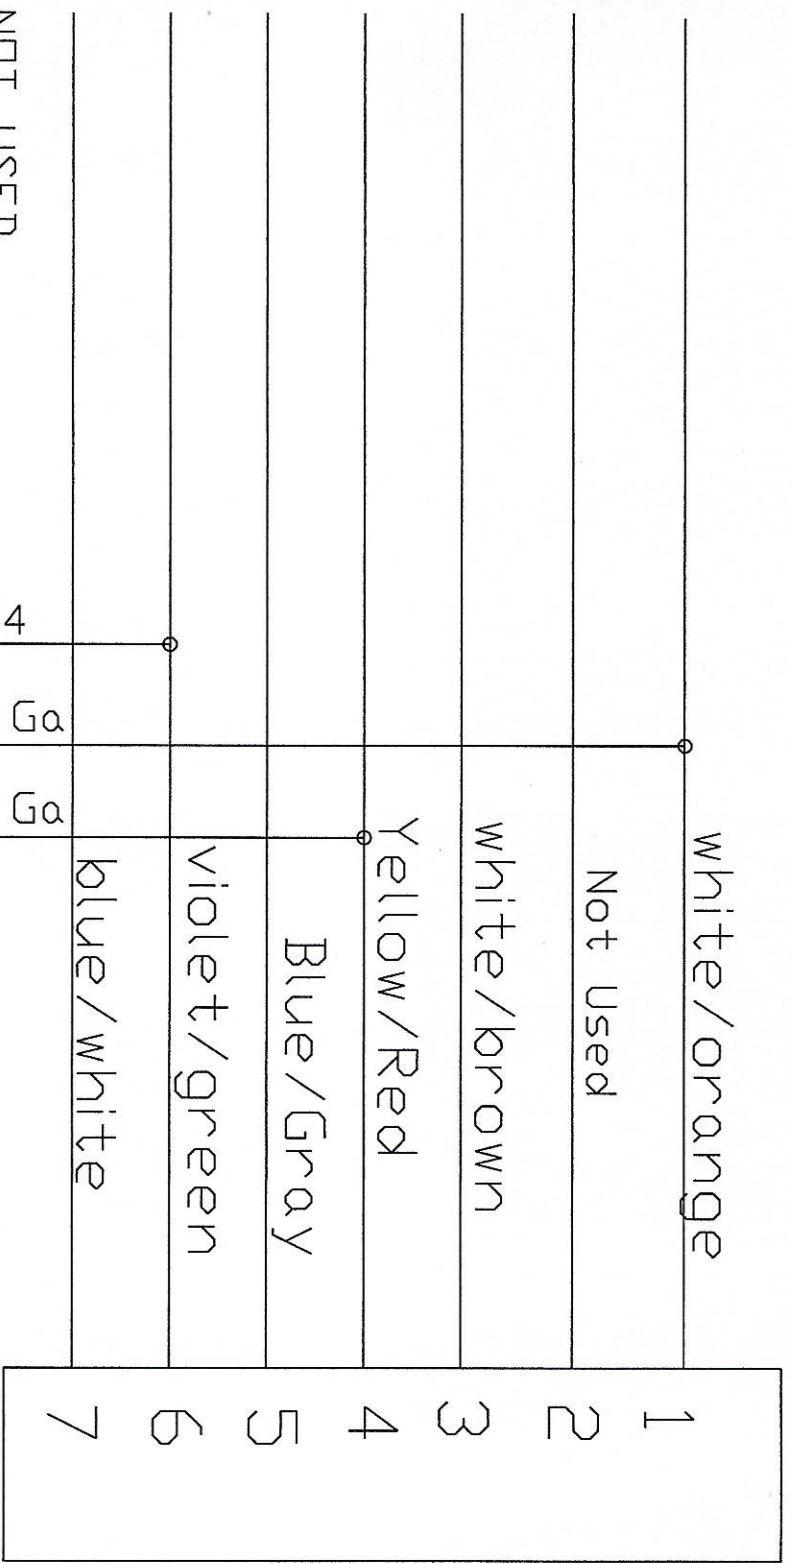 white/orange 1
Not Used 2
white/brown 3
Yellow/Red 4
Blue/Gray 5
violet/green 6
blue/white 7
NOT USED
4
Ga
Ga